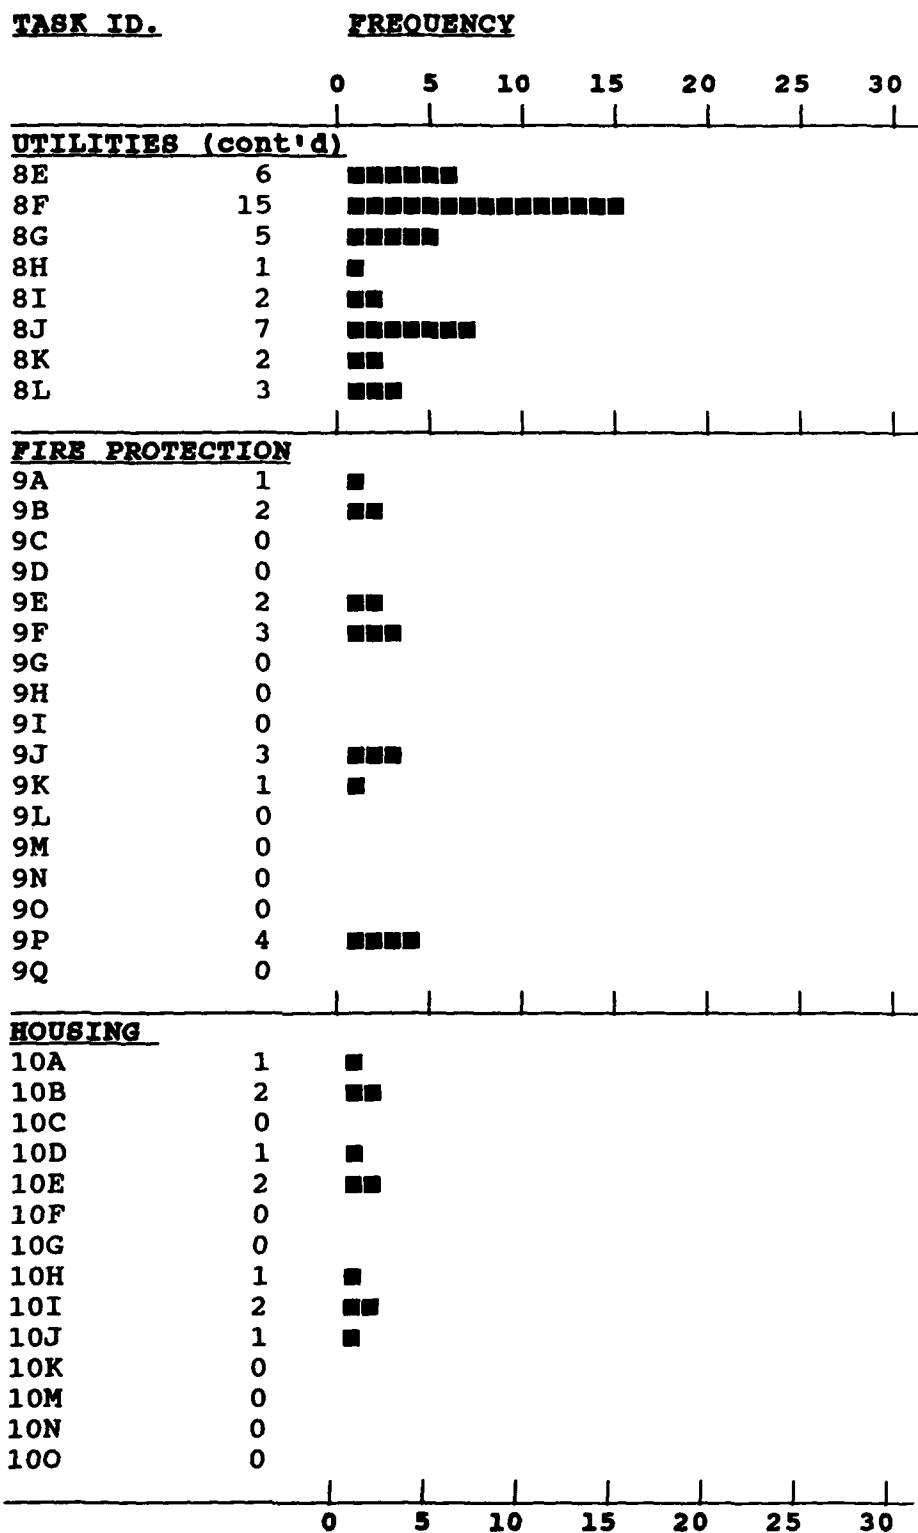 TASK ID. FREQUENCY
0 5 10 15 20 25 30
UTILITIES (cont'd)
8E 6
8F 15
8G 5
8H 1
8I 2
8J 7
8K 2
8L 3
FIRE PROTECTION
9A 1
9B 2
9C 0
9D 0
9E 2
9F 3
9G 0
9H 0
9I 0
9J 3
9K 1
9L 0
9M 0
9N 0
9O 0
9P 4
9Q 0
HOUSING
10A 1
10B 2
10C 0
10D 1
10E 2
10F 0
10G 0
10H 1
10I 2
10J 1
10K 0
10M 0
10N 0
10O 0
0 5 10 15 20 25 30